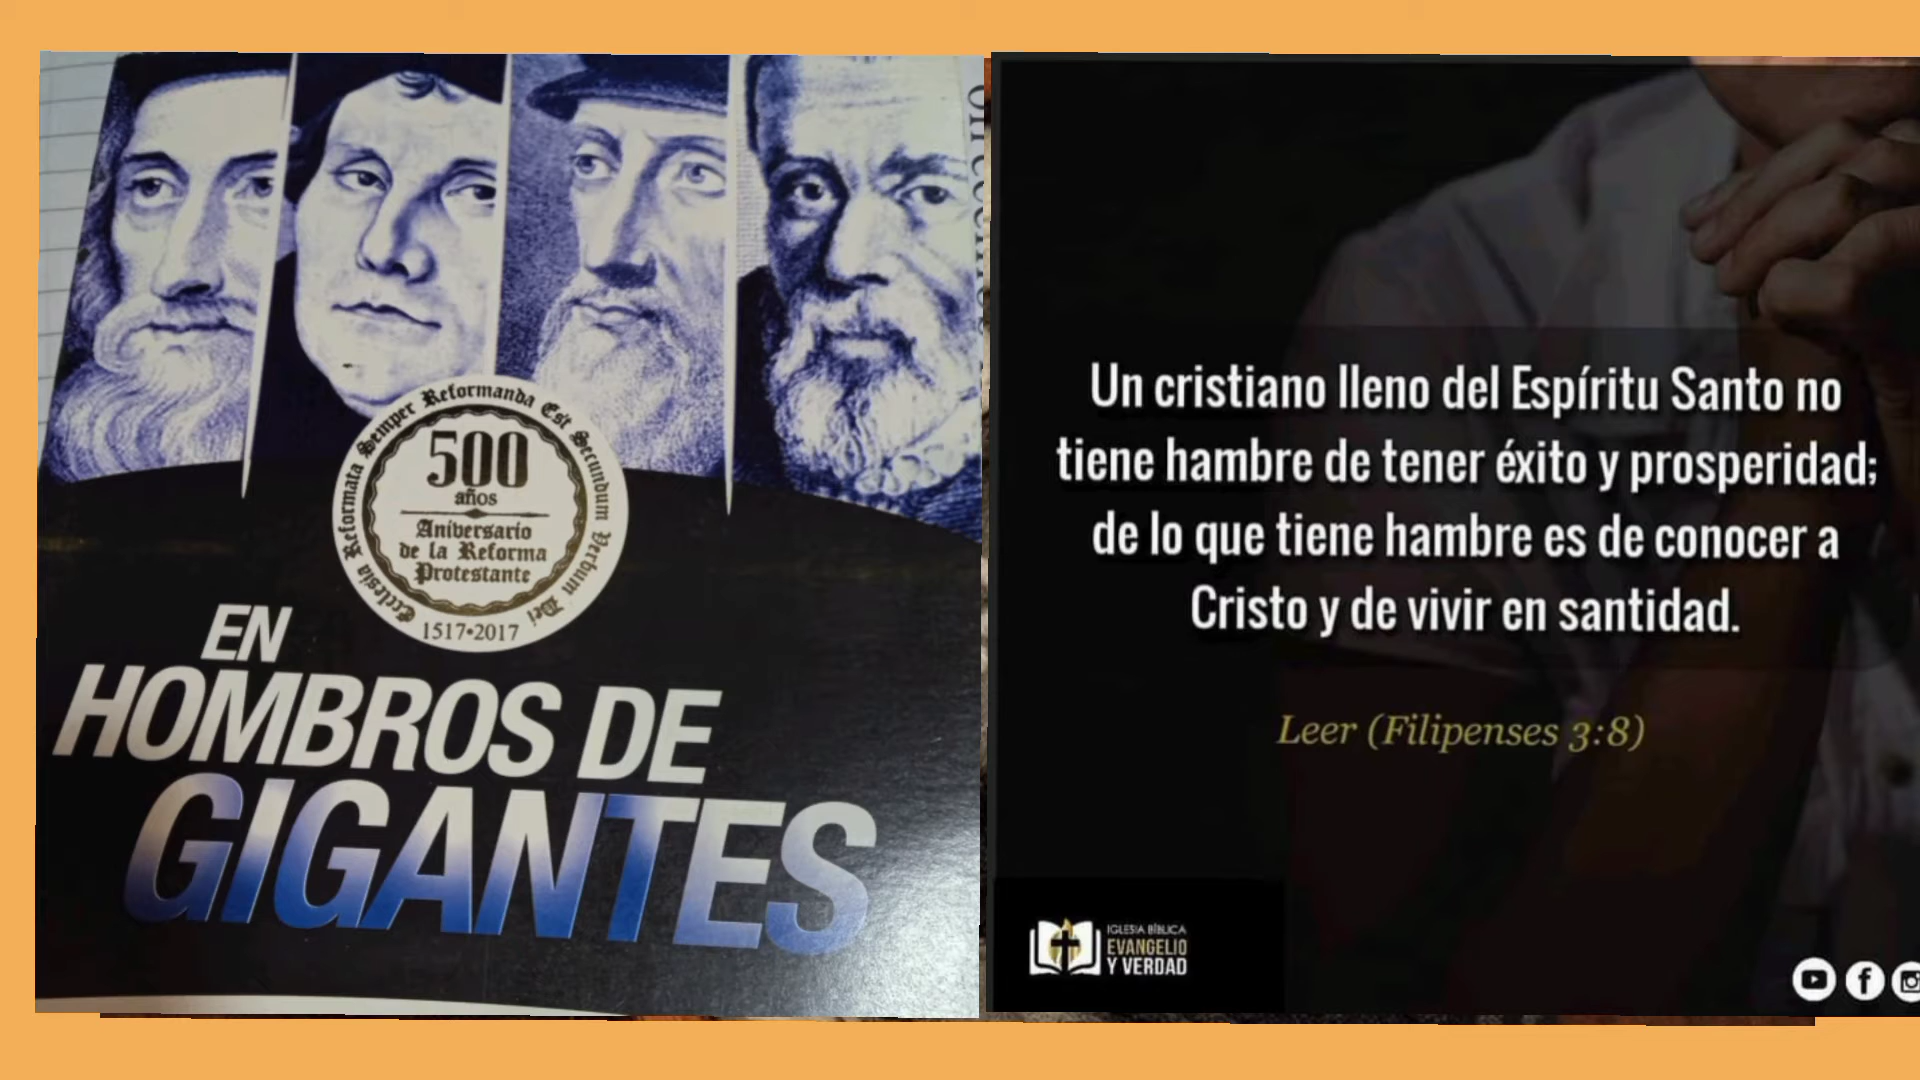 Ecclesia Reformata Semper Reformanda Est Secundum Verbum Dei
500
años
Aniversario
de la Reforma
Protestante
1517•2017
EN
HOMBROS DE
GIGANTES
Un cristiano lleno del Espíritu Santo no
tiene hambre de tener éxito y prosperidad;
de lo que tiene hambre es de conocer a
Cristo y de vivir en santidad.
Leer (Filipenses 3:8)
IGLESIA BÍBLICA
EVANGELIO
Y VERDAD